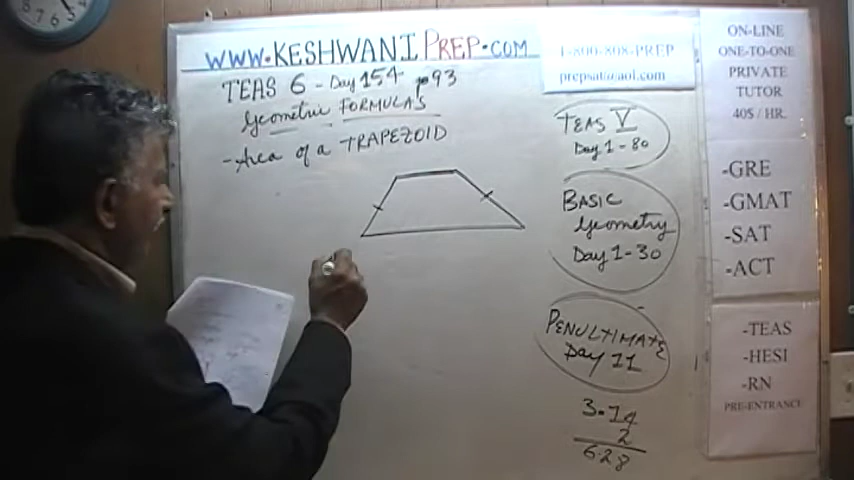 WWW.KESHWANIPREP.COM
TEAS 6 - Day 154 p 93
Geometric FORMULAS
- Area of a TRAPEZOID
1-800-808-PREP
prepsat@aol.com
TEAS V
Day 1-80
BASIC
Geometry
Day 1-30
PENULTIMATE
Day 11
3.14
2
6.28
ON-LINE
ONE-TO-ONE
PRIVATE
TUTOR
40$ / HR.
-GRE
-GMAT
-SAT
-ACT
-TEAS
-HESI
-RN
PRE-ENTRANCE